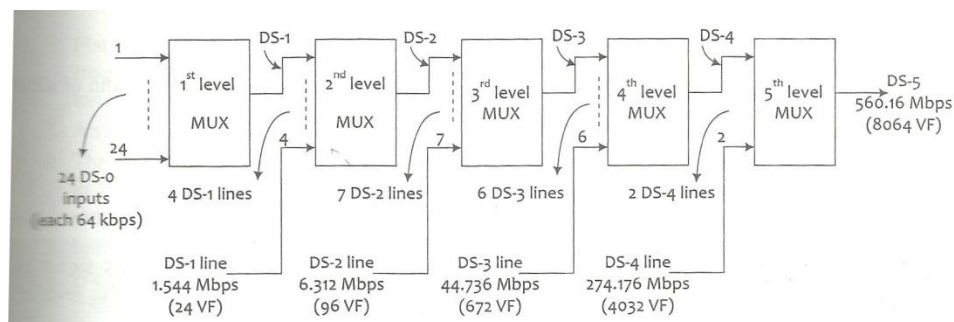 1
24
24 DS-0
inputs
(each 64 kbps)
1st level
MUX
DS-1
4
4 DS-1 lines
DS-1 line
1.544 Mbps
(24 VF)
2nd level
MUX
DS-2
7
7 DS-2 lines
DS-2 line
6.312 Mbps
(96 VF)
3rd level
MUX
DS-3
6
6 DS-3 lines
DS-3 line
44.736 Mbps
(672 VF)
4th level
MUX
DS-4
2
2 DS-4 lines
DS-4 line
274.176 Mbps
(4032 VF)
5th level
MUX
DS-5
560.16 Mbps
(8064 VF)